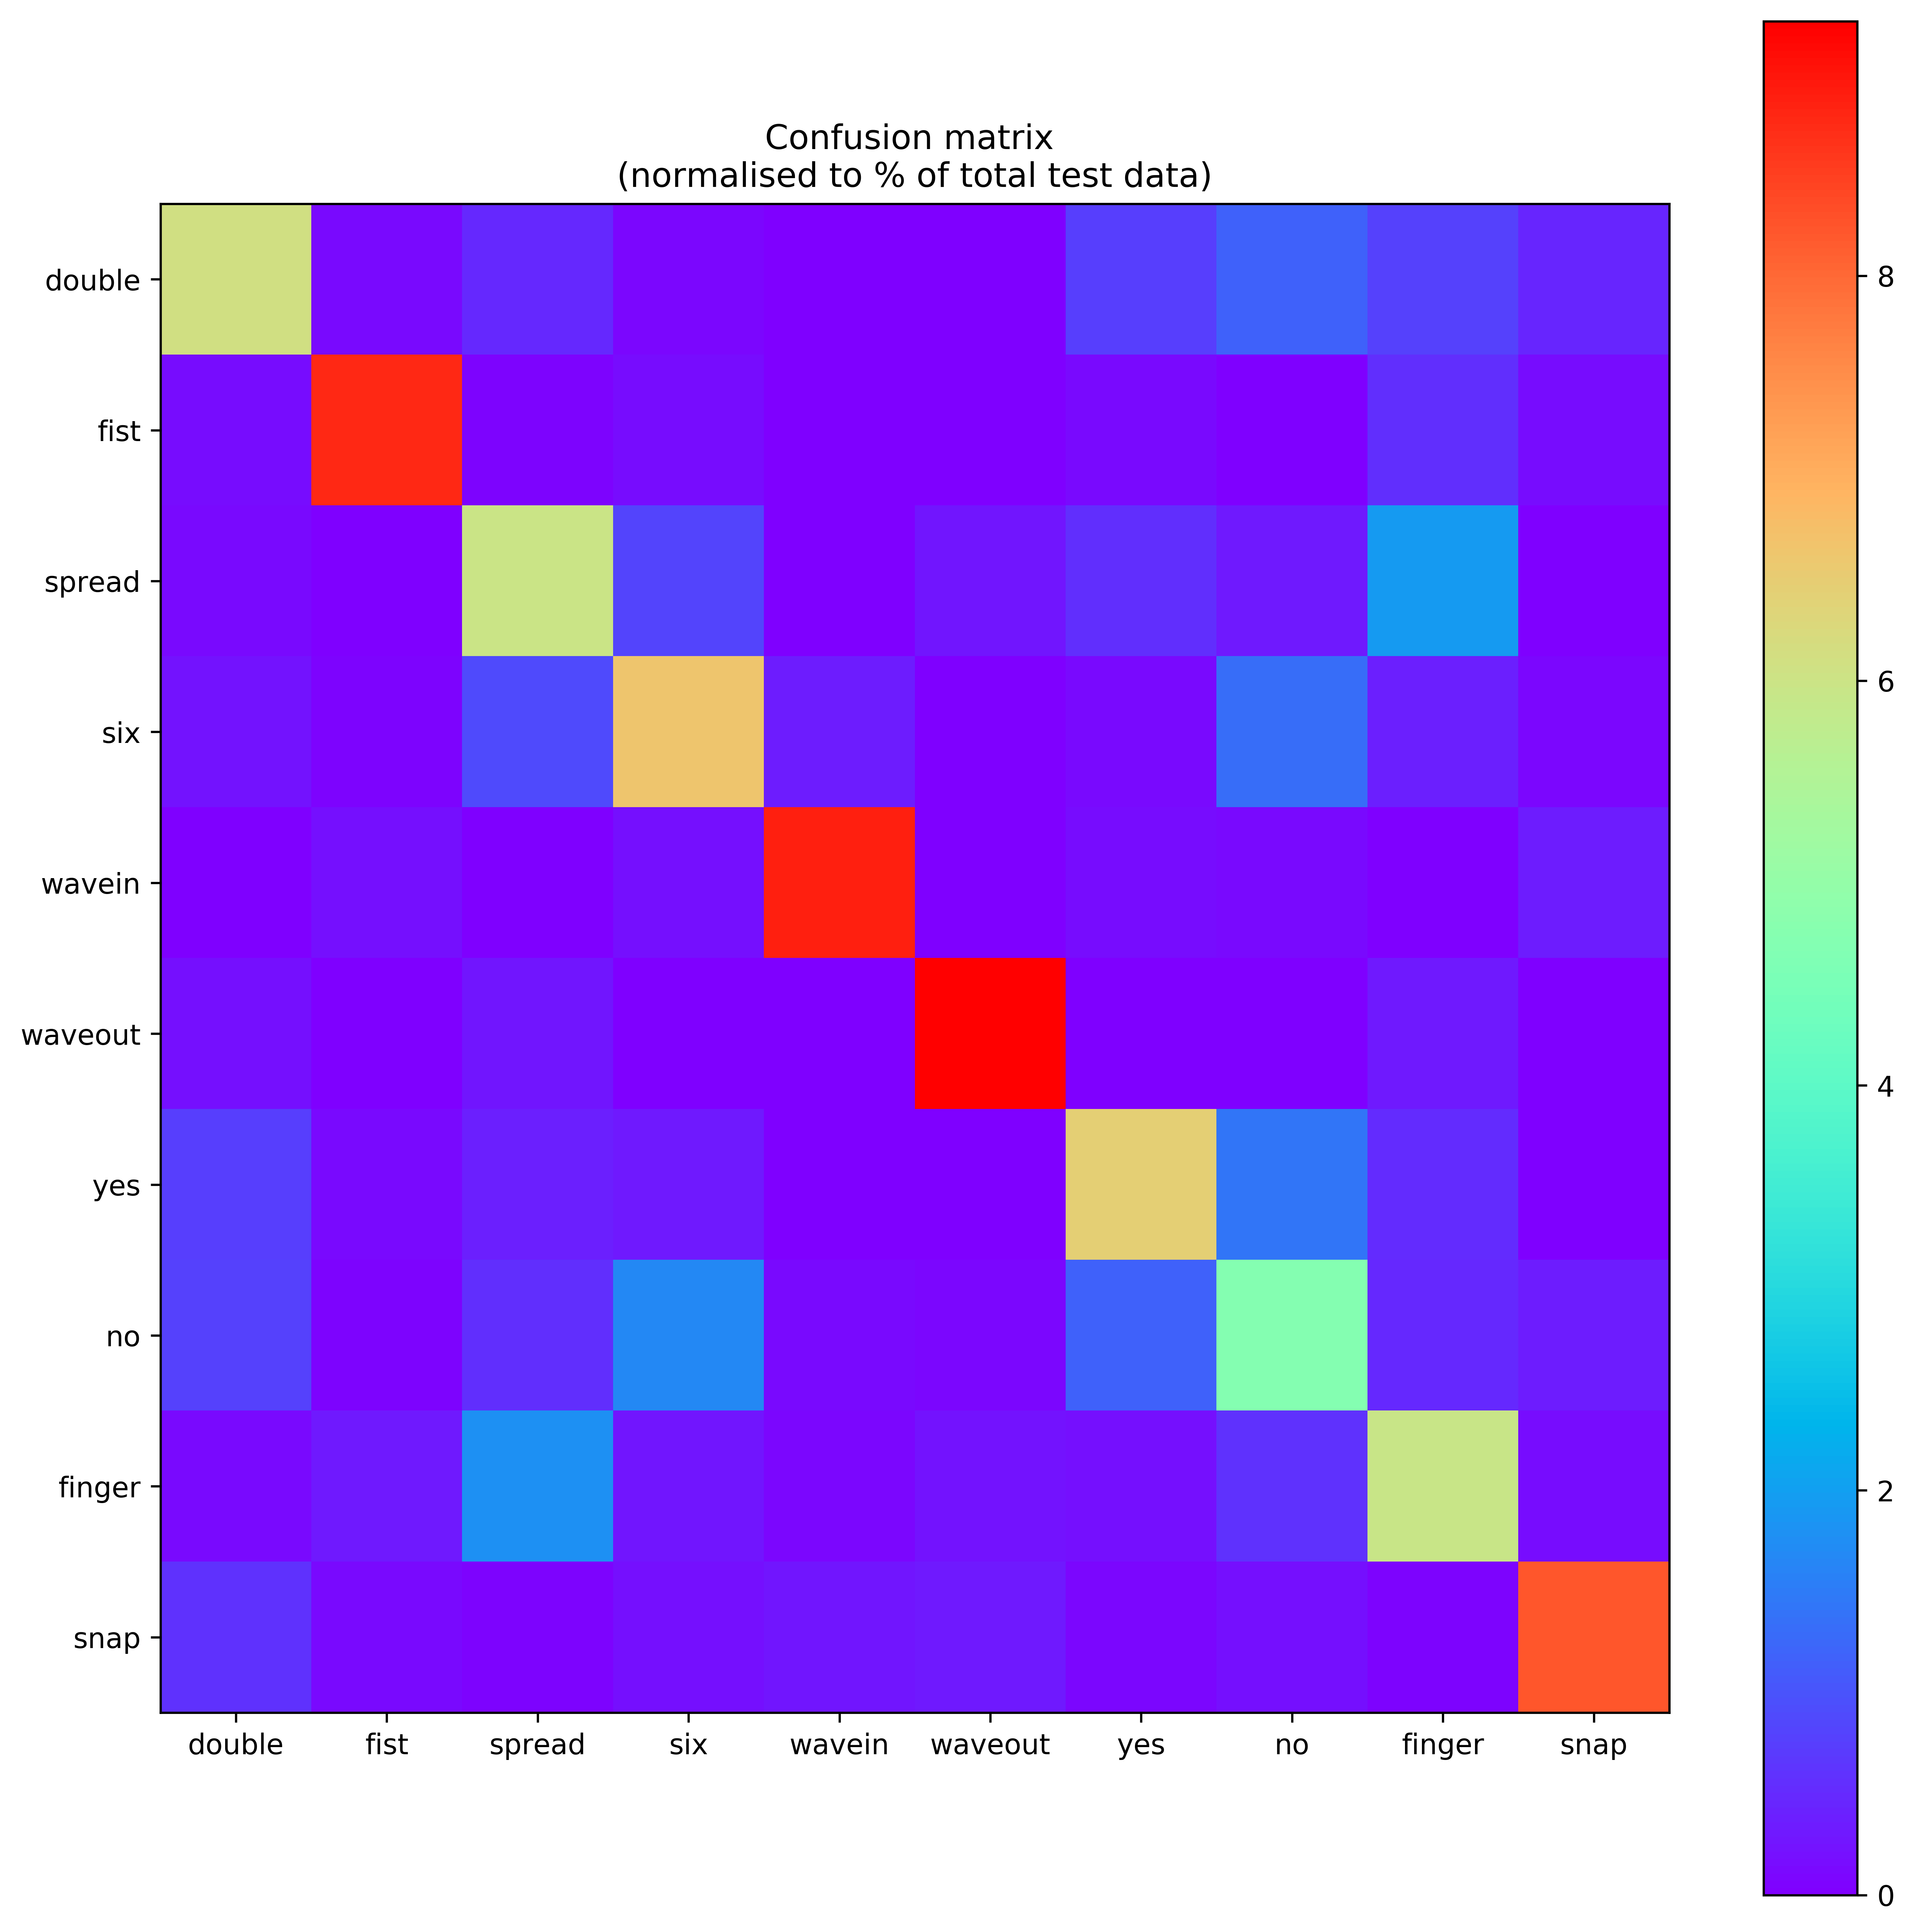 Confusion matrix
(normalised to % of total test data)
double
fist
spread
six
wavein
waveout
yes
no
finger
snap
double fist spread six wavein waveout yes no finger snap
8
6
4
2
0